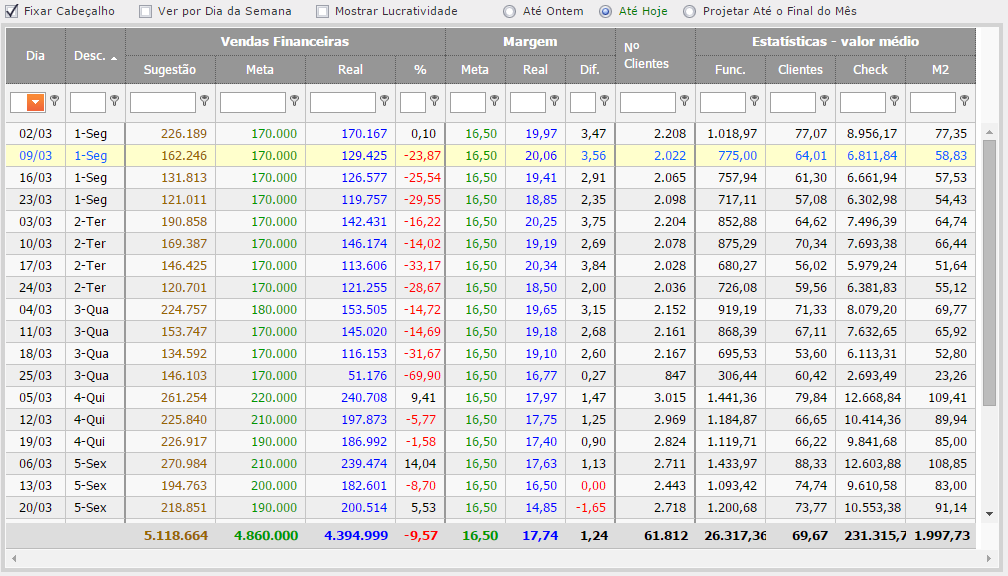 Fixar Cabeçalho Ver por Dia da Semana Mostrar Lucratividade Até Ontem Até Hoje Projetar Até o Final do Mês
Dia Desc. Vendas Financeiras Margem Nº Clientes Estatísticas - valor médio
Sugestão Meta Real % Meta Real Dif. Func. Clientes Check M2
02/03 1-Seg 226.189 170.000 170.167 0,10 16,50 19,97 3,47 2.208 1.018,97 77,07 8.956,17 77,35
09/03 1-Seg 162.246 170.000 129.425 -23,87 16,50 20,06 3,56 2.022 775,00 64,01 6.811,84 58,83
16/03 1-Seg 131.813 170.000 126.577 -25,54 16,50 19,41 2,91 2.065 757,94 61,30 6.661,94 57,53
23/03 1-Seg 121.011 170.000 119.757 -29,55 16,50 18,85 2,35 2.098 717,11 57,08 6.302,98 54,43
03/03 2-Ter 190.858 170.000 142.431 -16,22 16,50 20,25 3,75 2.204 852,88 64,62 7.496,39 64,74
10/03 2-Ter 169.387 170.000 146.174 -14,02 16,50 19,19 2,69 2.078 875,29 70,34 7.693,38 66,44
17/03 2-Ter 146.425 170.000 113.606 -33,17 16,50 20,34 3,84 2.028 680,27 56,02 5.979,24 51,64
24/03 2-Ter 120.701 170.000 121.255 -28,67 16,50 18,50 2,00 2.036 726,08 59,56 6.381,83 55,12
04/03 3-Qua 224.757 180.000 153.505 -14,72 16,50 19,65 3,15 2.152 919,19 71,33 8.079,20 69,77
11/03 3-Qua 153.747 170.000 145.020 -14,69 16,50 19,18 2,68 2.161 868,39 67,11 7.632,65 65,92
18/03 3-Qua 134.592 170.000 116.153 -31,67 16,50 19,10 2,60 2.167 695,53 53,60 6.113,31 52,80
25/03 3-Qua 146.103 170.000 51.176 -69,90 16,50 16,77 0,27 847 306,44 60,42 2.693,49 23,26
05/03 4-Qui 261.254 220.000 240.708 9,41 16,50 17,97 1,47 3.015 1.441,36 79,84 12.668,84 109,41
12/03 4-Qui 225.840 210.000 197.873 -5,77 16,50 17,75 1,25 2.969 1.184,87 66,65 10.414,36 89,94
19/03 4-Qui 226.917 190.000 186.992 -1,58 16,50 17,40 0,90 2.824 1.119,71 66,22 9.841,68 85,00
06/03 5-Sex 270.984 210.000 239.474 14,04 16,50 17,63 1,13 2.711 1.433,97 88,33 12.603,88 108,85
13/03 5-Sex 194.763 200.000 182.601 -8,70 16,50 16,50 0,00 2.443 1.093,42 74,74 9.610,58 83,00
20/03 5-Sex 218.851 190.000 200.514 5,53 16,50 14,85 -1,65 2.718 1.200,68 73,77 10.553,38 91,14
5.118.664 4.860.000 4.394.999 -9,57 16,50 17,74 1,24 61.812 26.317,36 69,67 231.315,7 1.997,73